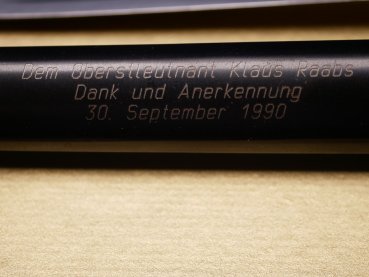 Dem Oberstleutnant Klaus Raabs
Dank und Anerkennung
30. September 1990